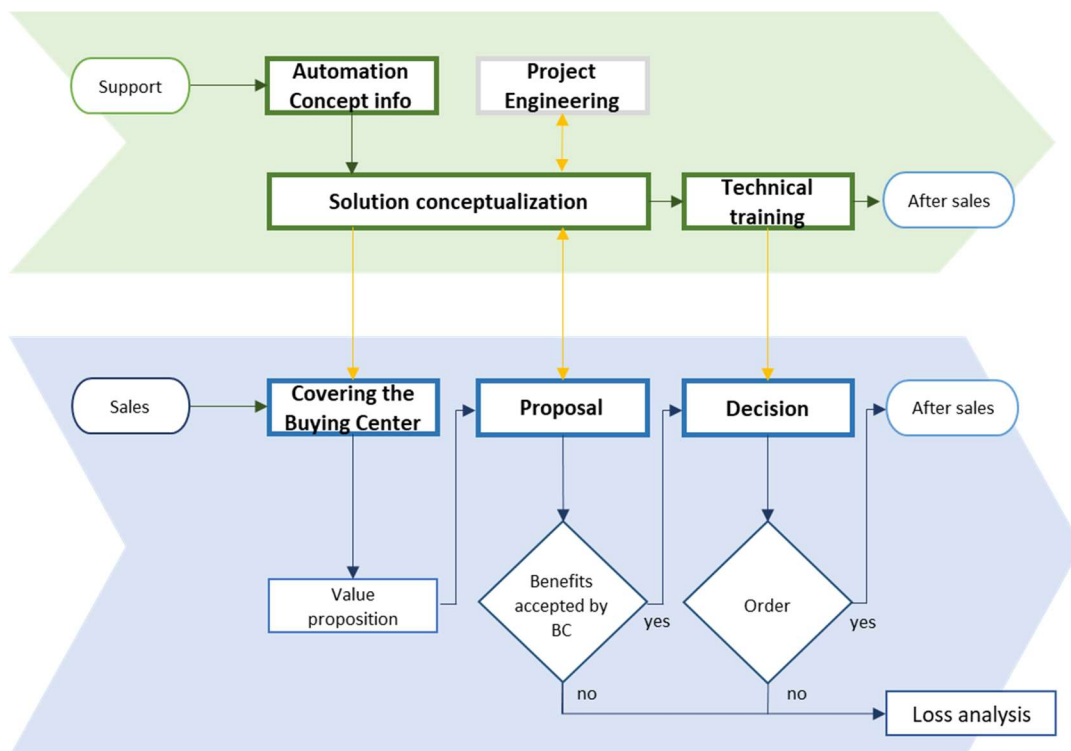 Support
Automation
Concept info
Project
Engineering
Solution conceptualization
Technical
training
After sales
Sales
Covering the
Buying Center
Proposal
Decision
After sales
Value
proposition
Benefits
accepted by
BC
yes
Order
yes
no
no
Loss analysis